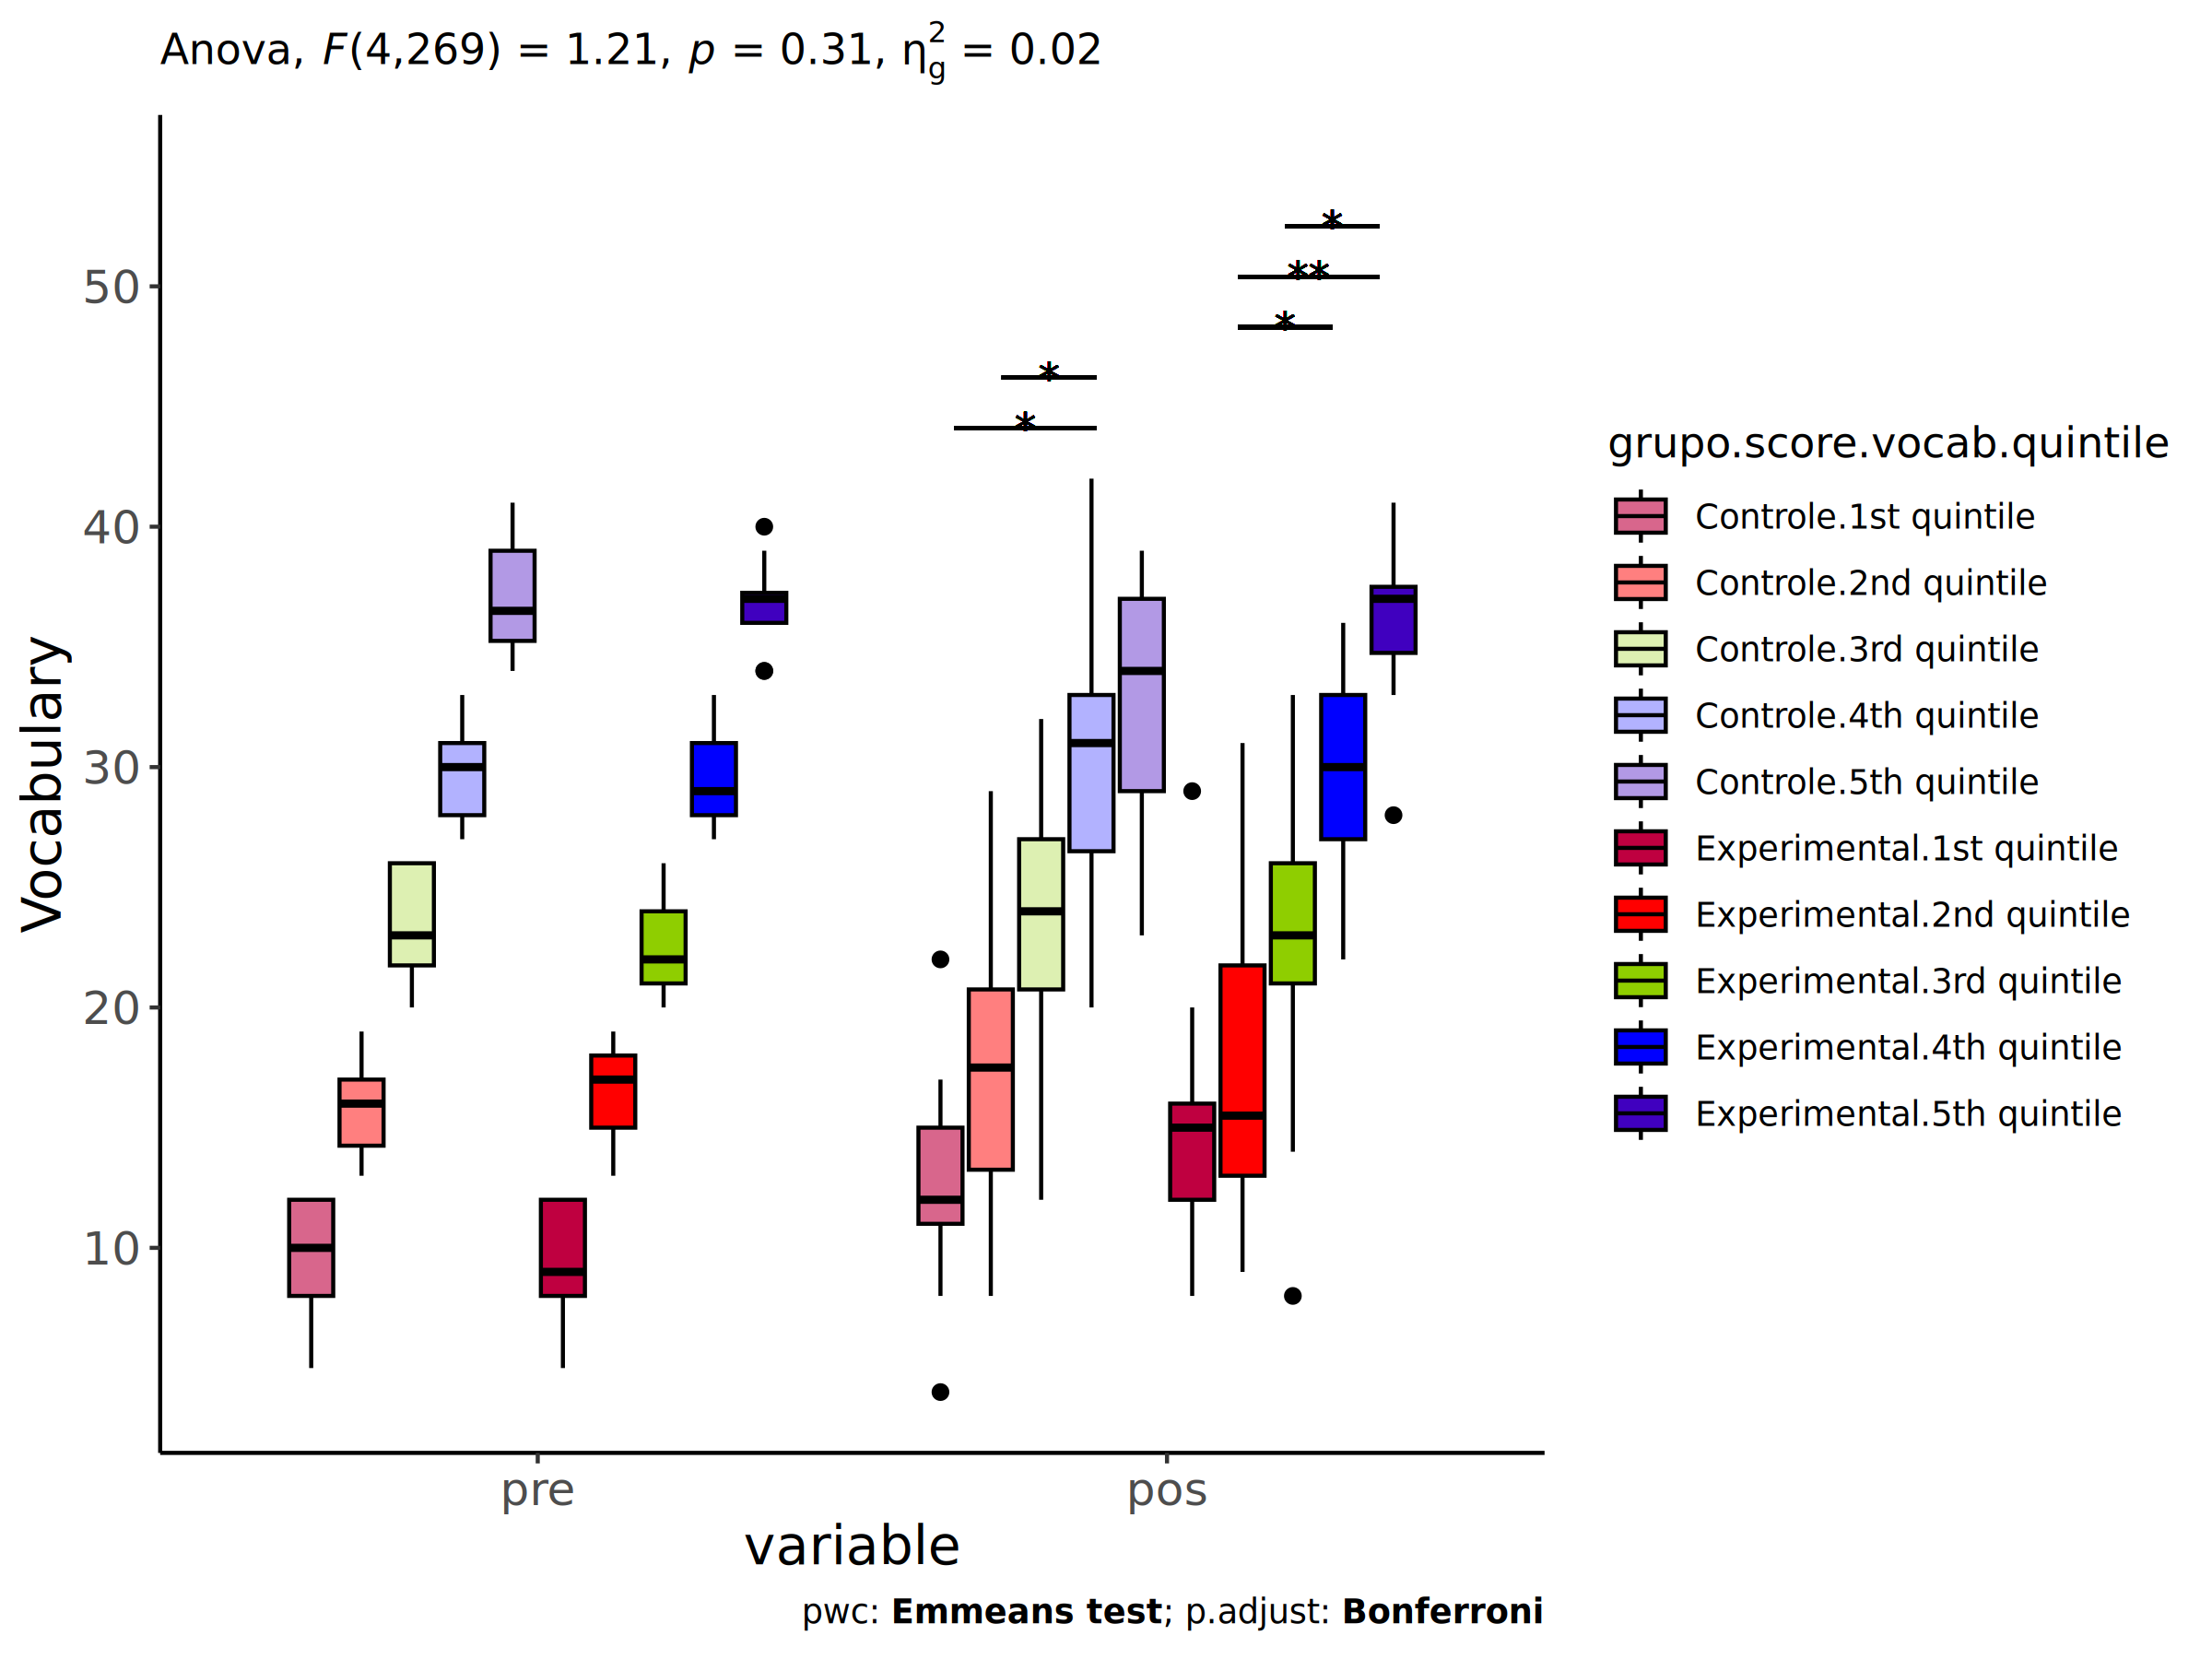 Anova, F(4,269) = 1.21, p = 0.31, η²g = 0.02
*
**
*
*
*
50
40
30
20
10
Vocabulary
pre
pos
variable
pwc: Emmeans test; p.adjust: Bonferroni
grupo.score.vocab.quintile
Controle.1st quintile
Controle.2nd quintile
Controle.3rd quintile
Controle.4th quintile
Controle.5th quintile
Experimental.1st quintile
Experimental.2nd quintile
Experimental.3rd quintile
Experimental.4th quintile
Experimental.5th quintile